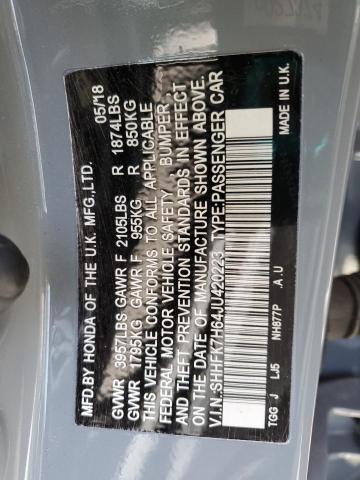 MFD.BY HONDA OF THE U.K. MFG.,LTD. 05/18
GVWR 3957LBS GAWR F 2105LBS R 1874LBS
GVWR 1795KG GAWR F 955KG R 850KG
THIS VEHICLE CONFORMS TO ALL APPLICABLE
FEDERAL MOTOR VEHICLE SAFETY, BUMPER,
AND THEFT PREVENTION STANDARDS IN EFFECT
ON THE DATE OF MANUFACTURE SHOWN ABOVE.
V.I.N.:SHHFK7H64JU420223 TYPE:PASSENGER CAR
MADE IN U.K.
TGG J LJ5 NH877P .A.U